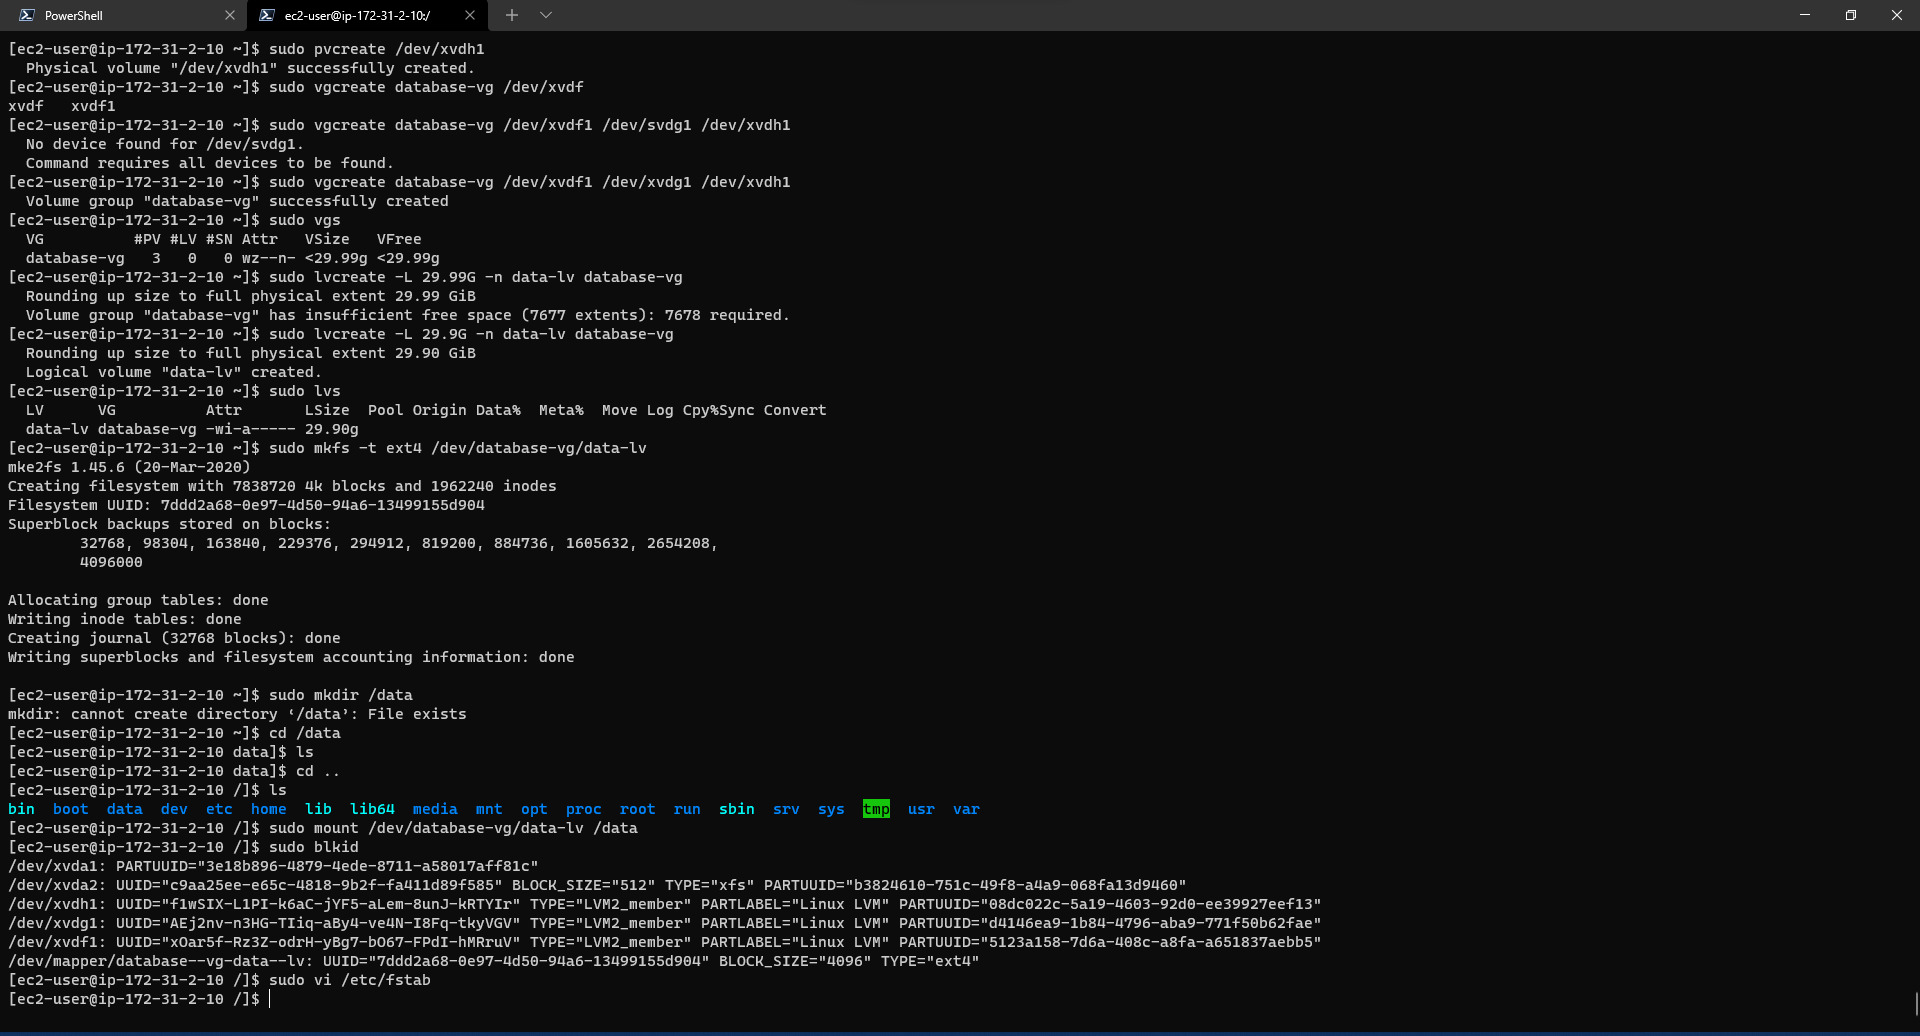 PowerShell
ec2-user@ip-172-31-2-10:/
[ec2-user@ip-172-31-2-10 ~]$ sudo pvcreate /dev/xvdh1
  Physical volume "/dev/xvdh1" successfully created.
[ec2-user@ip-172-31-2-10 ~]$ sudo vgcreate database-vg /dev/xvdf
xvdf   xvdf1
[ec2-user@ip-172-31-2-10 ~]$ sudo vgcreate database-vg /dev/xvdf1 /dev/svdg1 /dev/xvdh1
  No device found for /dev/svdg1.
  Command requires all devices to be found.
[ec2-user@ip-172-31-2-10 ~]$ sudo vgcreate database-vg /dev/xvdf1 /dev/xvdg1 /dev/xvdh1
  Volume group "database-vg" successfully created
[ec2-user@ip-172-31-2-10 ~]$ sudo vgs
  VG          #PV #LV #SN Attr   VSize   VFree
  database-vg   3   0   0 wz--n- <29.99g <29.99g
[ec2-user@ip-172-31-2-10 ~]$ sudo lvcreate -L 29.99G -n data-lv database-vg
  Rounding up size to full physical extent 29.99 GiB
  Volume group "database-vg" has insufficient free space (7677 extents): 7678 required.
[ec2-user@ip-172-31-2-10 ~]$ sudo lvcreate -L 29.9G -n data-lv database-vg
  Rounding up size to full physical extent 29.90 GiB
  Logical volume "data-lv" created.
[ec2-user@ip-172-31-2-10 ~]$ sudo lvs
  LV      VG          Attr       LSize  Pool Origin Data%  Meta%  Move Log Cpy%Sync Convert
  data-lv database-vg -wi-a----- 29.90g
[ec2-user@ip-172-31-2-10 ~]$ sudo mkfs -t ext4 /dev/database-vg/data-lv
mke2fs 1.45.6 (20-Mar-2020)
Creating filesystem with 7838720 4k blocks and 1962240 inodes
Filesystem UUID: 7ddd2a68-0e97-4d50-94a6-13499155d904
Superblock backups stored on blocks:
        32768, 98304, 163840, 229376, 294912, 819200, 884736, 1605632, 2654208,
        4096000
Allocating group tables: done
Writing inode tables: done
Creating journal (32768 blocks): done
Writing superblocks and filesystem accounting information: done
[ec2-user@ip-172-31-2-10 ~]$ sudo mkdir /data
mkdir: cannot create directory ‘/data’: File exists
[ec2-user@ip-172-31-2-10 ~]$ cd /data
[ec2-user@ip-172-31-2-10 data]$ ls
[ec2-user@ip-172-31-2-10 data]$ cd ..
[ec2-user@ip-172-31-2-10 /]$ ls
bin  boot  data  dev  etc  home  lib  lib64  media  mnt  opt  proc  root  run  sbin  srv  sys  tmp  usr  var
[ec2-user@ip-172-31-2-10 /]$ sudo mount /dev/database-vg/data-lv /data
[ec2-user@ip-172-31-2-10 /]$ sudo blkid
/dev/xvda1: PARTUUID="3e18b896-4879-4ede-8711-a58017aff81c"
/dev/xvda2: UUID="c9aa25ee-e65c-4818-9b2f-fa411d89f585" BLOCK_SIZE="512" TYPE="xfs" PARTUUID="b3824610-751c-49f8-a4a9-068fa13d9460"
/dev/xvdh1: UUID="f1wSIX-L1PI-k6aC-jYF5-aLem-8unJ-kRTYIr" TYPE="LVM2_member" PARTLABEL="Linux LVM" PARTUUID="08dc022c-5a19-4603-92d0-ee39927eef13"
/dev/xvdg1: UUID="AEj2nv-n3HG-TIiq-aBy4-ve4N-I8Fq-tkyVGV" TYPE="LVM2_member" PARTLABEL="Linux LVM" PARTUUID="d4146ea9-1b84-4796-aba9-771f50b62fae"
/dev/xvdf1: UUID="xOar5f-Rz3Z-odrH-yBg7-bO67-FPdI-hMRruV" TYPE="LVM2_member" PARTLABEL="Linux LVM" PARTUUID="5123a158-7d6a-408c-a8fa-a651837aebb5"
/dev/mapper/database--vg-data--lv: UUID="7ddd2a68-0e97-4d50-94a6-13499155d904" BLOCK_SIZE="4096" TYPE="ext4"
[ec2-user@ip-172-31-2-10 /]$ sudo vi /etc/fstab
[ec2-user@ip-172-31-2-10 /]$